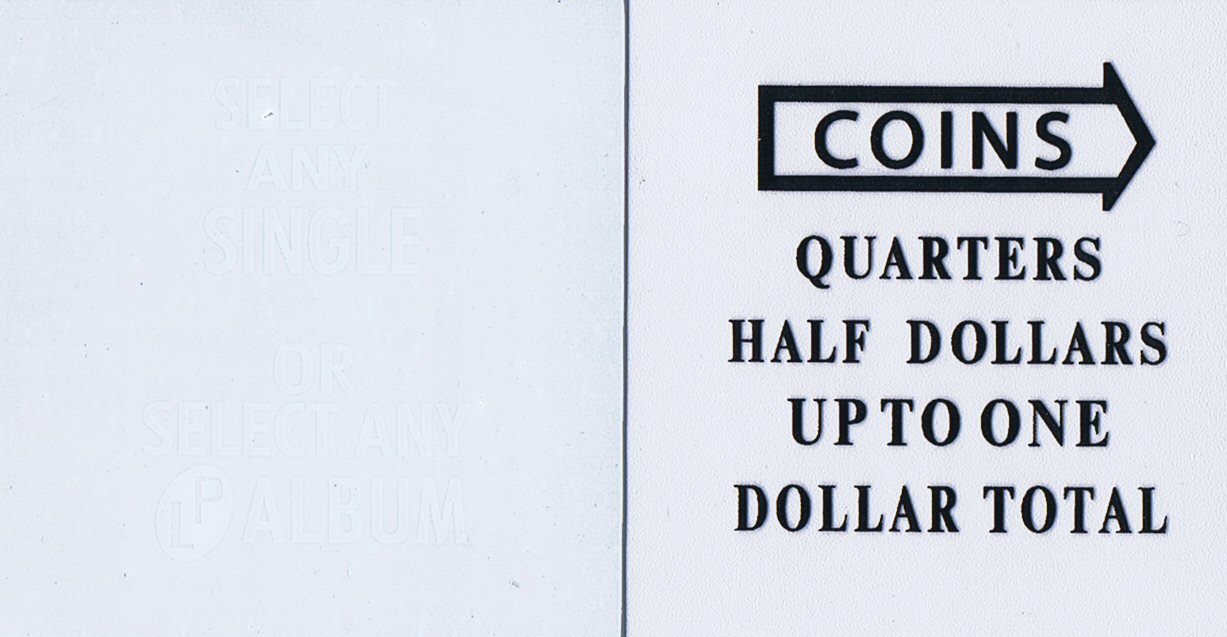 SELECT
ANY
SINGLE
OR
SELECT ANY
LP ALBUM
COINS
QUARTERS
HALF DOLLARS
UP TO ONE
DOLLAR TOTAL